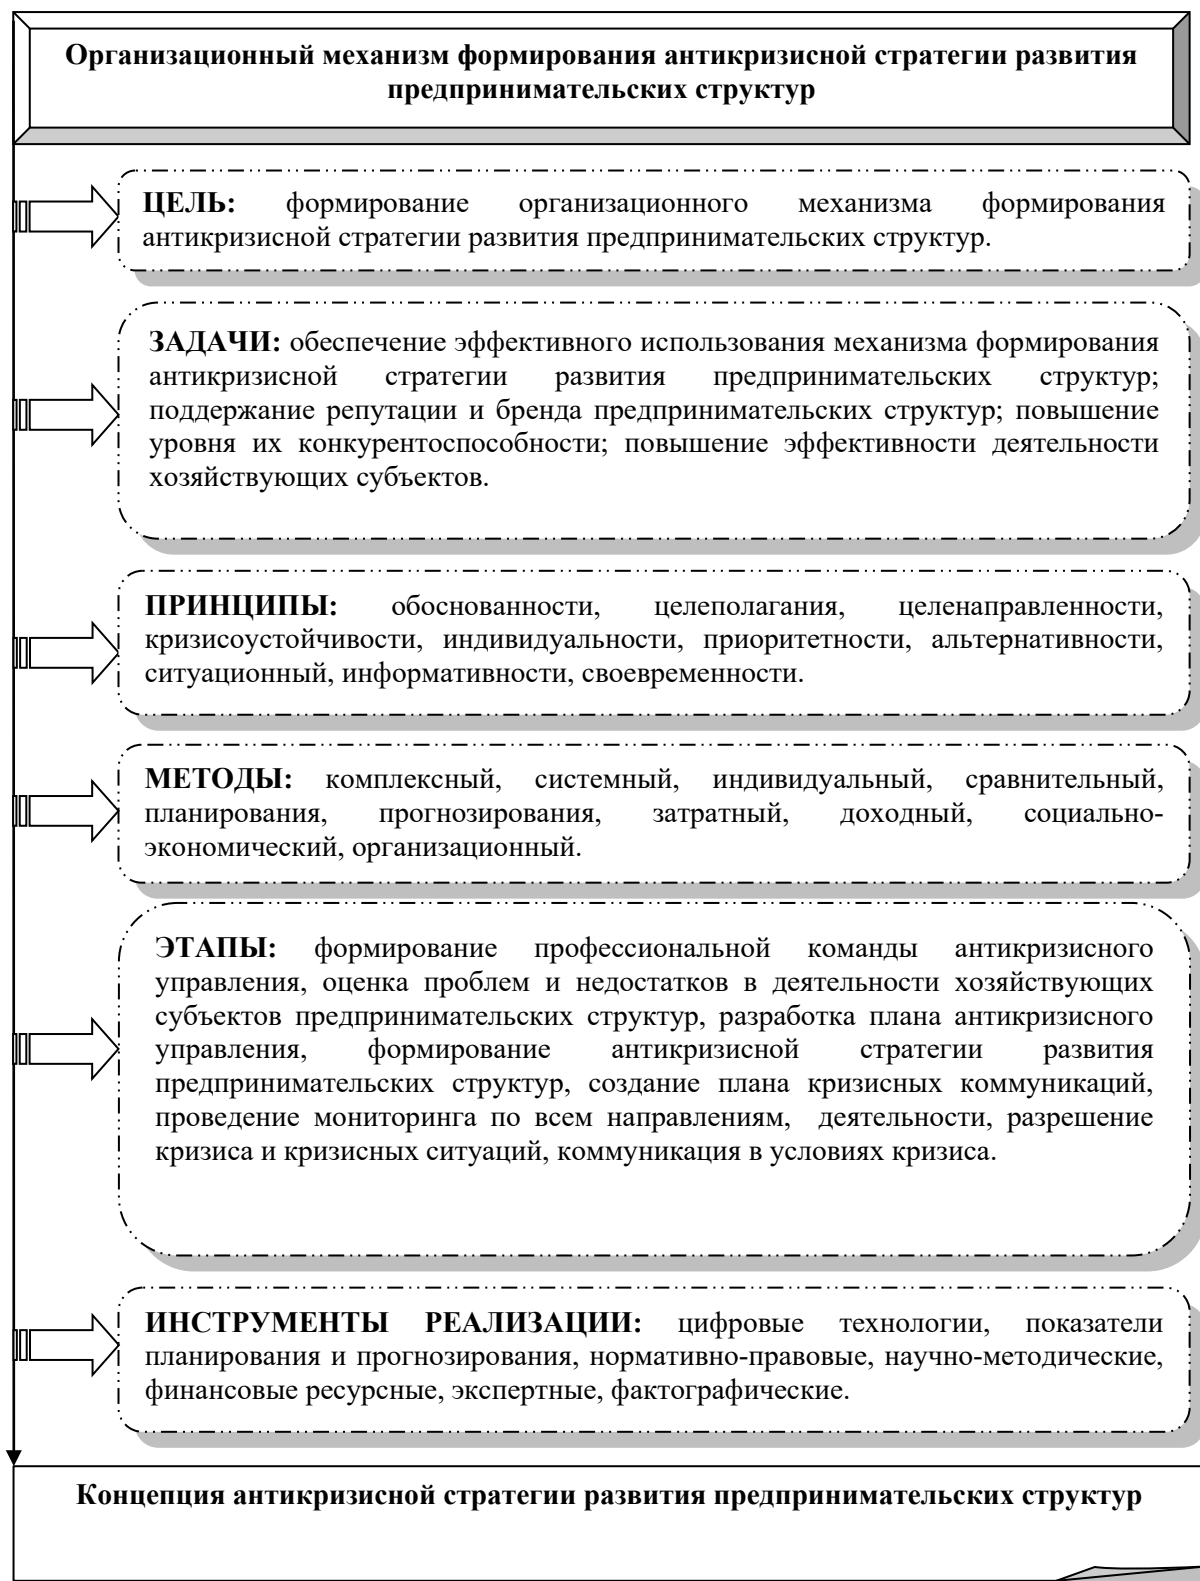 Организационный механизм формирования антикризисной стратегии развития
предпринимательских структур
ЦЕЛЬ: формирование организационного механизма формирования
антикризисной стратегии развития предпринимательских структур.
ЗАДАЧИ: обеспечение эффективного использования механизма формирования
антикризисной стратегии развития предпринимательских структур;
поддержание репутации и бренда предпринимательских структур; повышение
уровня их конкурентоспособности; повышение эффективности деятельности
хозяйствующих субъектов.
ПРИНЦИПЫ: обоснованности, целеполагания, целенаправленности,
кризисоустойчивости, индивидуальности, приоритетности, альтернативности,
ситуационный, информативности, своевременности.
МЕТОДЫ: комплексный, системный, индивидуальный, сравнительный,
планирования, прогнозирования, затратный, доходный, социально-
экономический, организационный.
ЭТАПЫ: формирование профессиональной команды антикризисного
управления, оценка проблем и недостатков в деятельности хозяйствующих
субъектов предпринимательских структур, разработка плана антикризисного
управления, формирование антикризисной стратегии развития
предпринимательских структур, создание плана кризисных коммуникаций,
проведение мониторинга по всем направлениям, деятельности, разрешение
кризиса и кризисных ситуаций, коммуникация в условиях кризиса.
ИНСТРУМЕНТЫ РЕАЛИЗАЦИИ: цифровые технологии, показатели
планирования и прогнозирования, нормативно-правовые, научно-методические,
финансовые ресурсные, экспертные, фактографические.
Концепция антикризисной стратегии развития предпринимательских структур